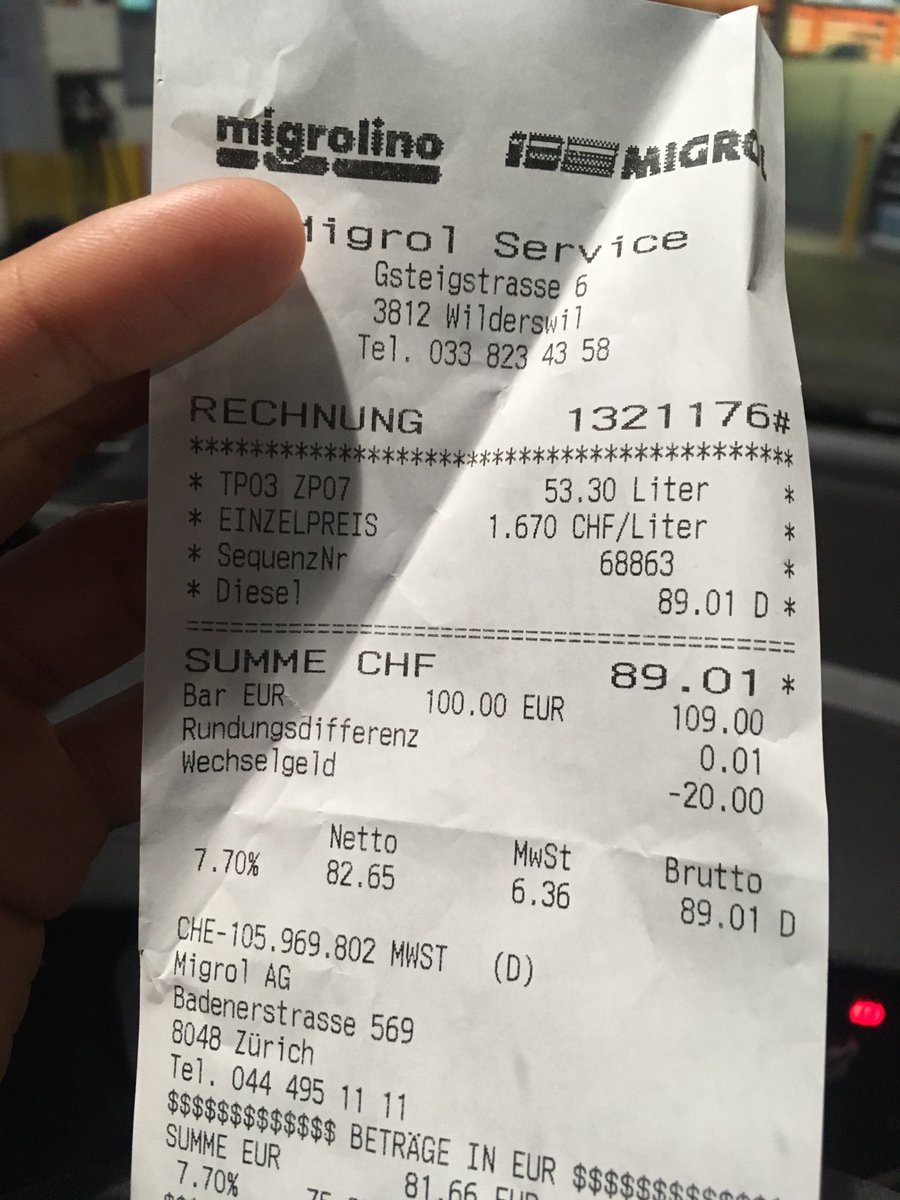 migrolino MIGROL
Migrol Service
Gsteigstrasse 6
3812 Wilderswil
Tel. 033 823 43 58
RECHNUNG 1321176#
******************************************
* TP03 ZP07 53.30 Liter *
* EINZELPREIS 1.670 CHF/Liter *
* SequenzNr 68863 *
* Diesel 89.01 D *
==========================================
SUMME CHF 89.01 *
Bar EUR 100.00 EUR 109.00
Rundungsdifferenz 0.01
Wechselgeld -20.00
Netto MwSt Brutto
7.70% 82.65 6.36 89.01 D
CHE-105.969.802 MWST (D)
Migrol AG
Badenerstrasse 569
8048 Zürich
Tel. 044 495 11 11
$$$$$$$$$$$$$ BETRÄGE IN EUR $$$$$$$$$$$$$
SUMME EUR 81.66 EUR
7.70%